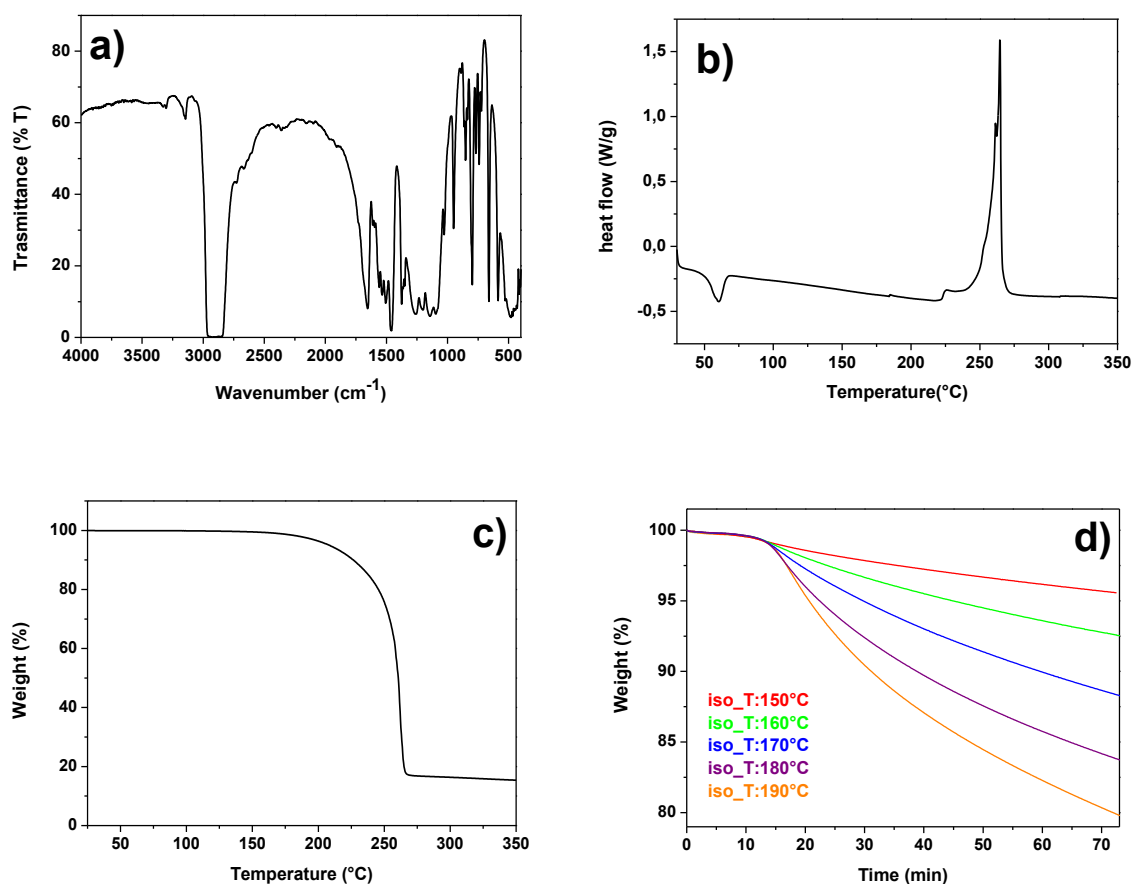 a)
Trasmittance (% T)
80
60
40
20
0
4000 3500 3000 2500 2000 1500 1000 500
Wavenumber (cm-1)
b)
heat flow (W/g)
1,5
1,0
0,5
0,0
-0,5
50 100 150 200 250 300 350
Temperature(°C)
c)
Weight (%)
100
80
60
40
20
0
50 100 150 200 250 300 350
Temperature (°C)
d)
Weight (%)
100
95
90
85
80
iso_T:150°C
iso_T:160°C
iso_T:170°C
iso_T:180°C
iso_T:190°C
0 10 20 30 40 50 60 70
Time (min)